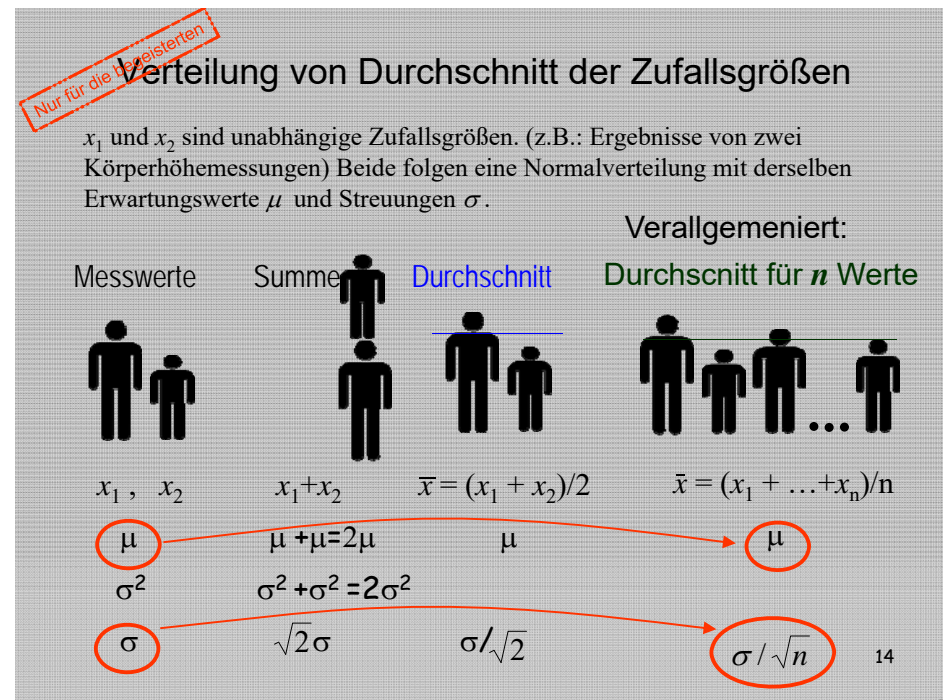 Nur für die begeisterten
Verteilung von Durchschnitt der Zufallsgrößen
x₁ und x₂ sind unabhängige Zufallsgrößen. (z.B.: Ergebnisse von zwei
Körperhöhemessungen) Beide folgen eine Normalverteilung mit derselben
Erwartungswerte μ und Streuungen σ.
Verallgemeniert:
Messwerte Summe Durchschnitt Durchscnitt für n Werte
...
x₁ , x₂ x₁+x₂ x̅ = (x₁ + x₂)/2 x̄ = (x₁ + …+xₙ)/n
μ μ+μ=2μ μ μ
σ² σ²+σ²=2σ²
σ √2σ σ/√2 σ/√n
14